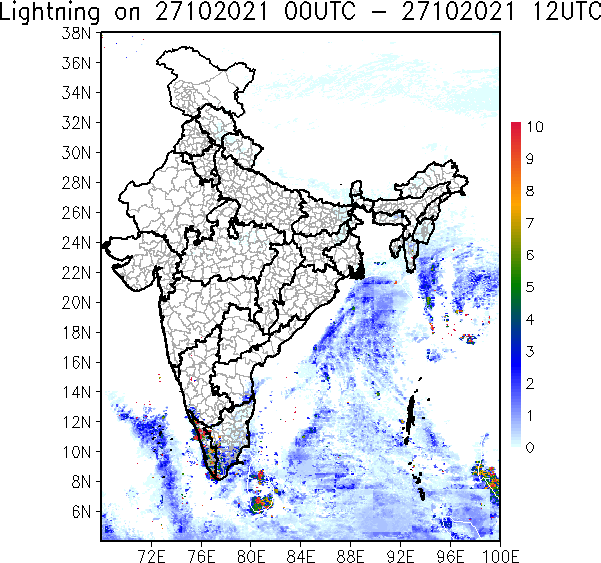 Lightning on 27102021 00UTC – 27102021 12UTC
38N
36N
34N
32N
30N
28N
26N
24N
22N
20N
18N
16N
14N
12N
10N
8N
6N
72E 76E 80E 84E 88E 92E 96E 100E
10
9
8
7
6
5
4
3
2
1
0